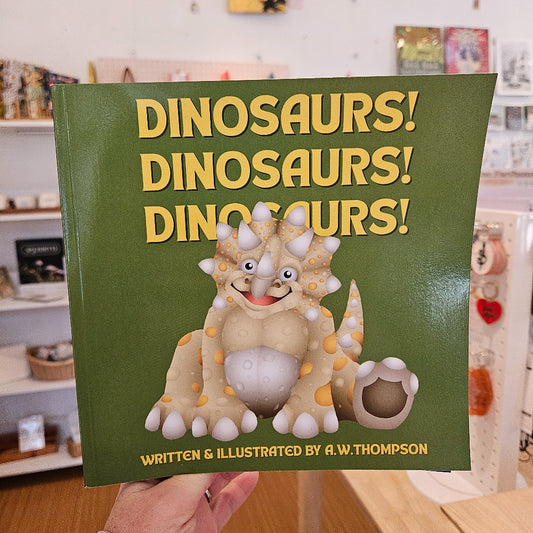 DINOSAURS!
DINOSAURS!
DINOSAURS!
WRITTEN & ILLUSTRATED BY A.W.THOMPSON